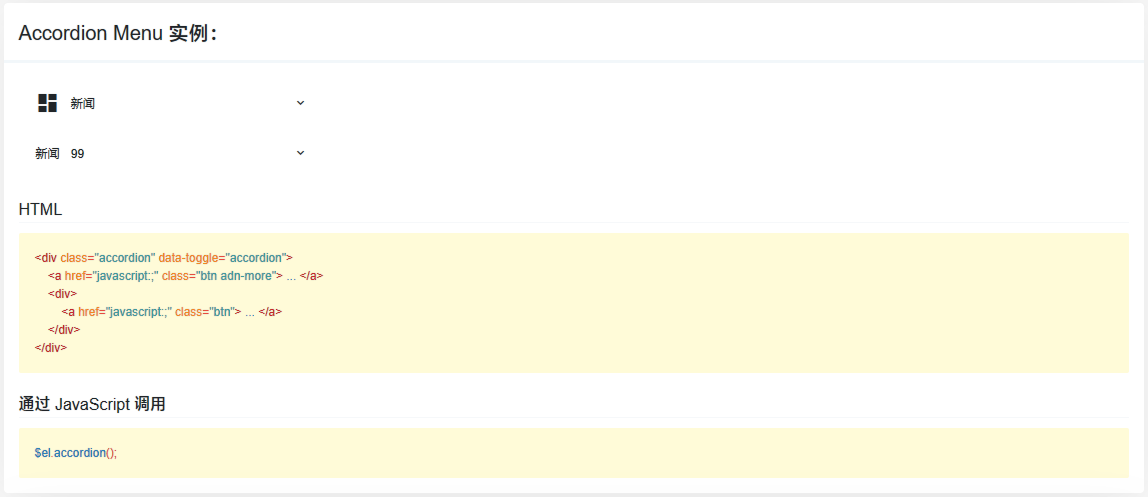 Accordion Menu 实例：
新闻
新闻 99
HTML
<div class="accordion" data-toggle="accordion">
<a href="javascript:;" class="btn adn-more"> ... </a>
<div>
<a href="javascript:;" class="btn"> ... </a>
</div>
</div>
通过 JavaScript 调用
$el.accordion();